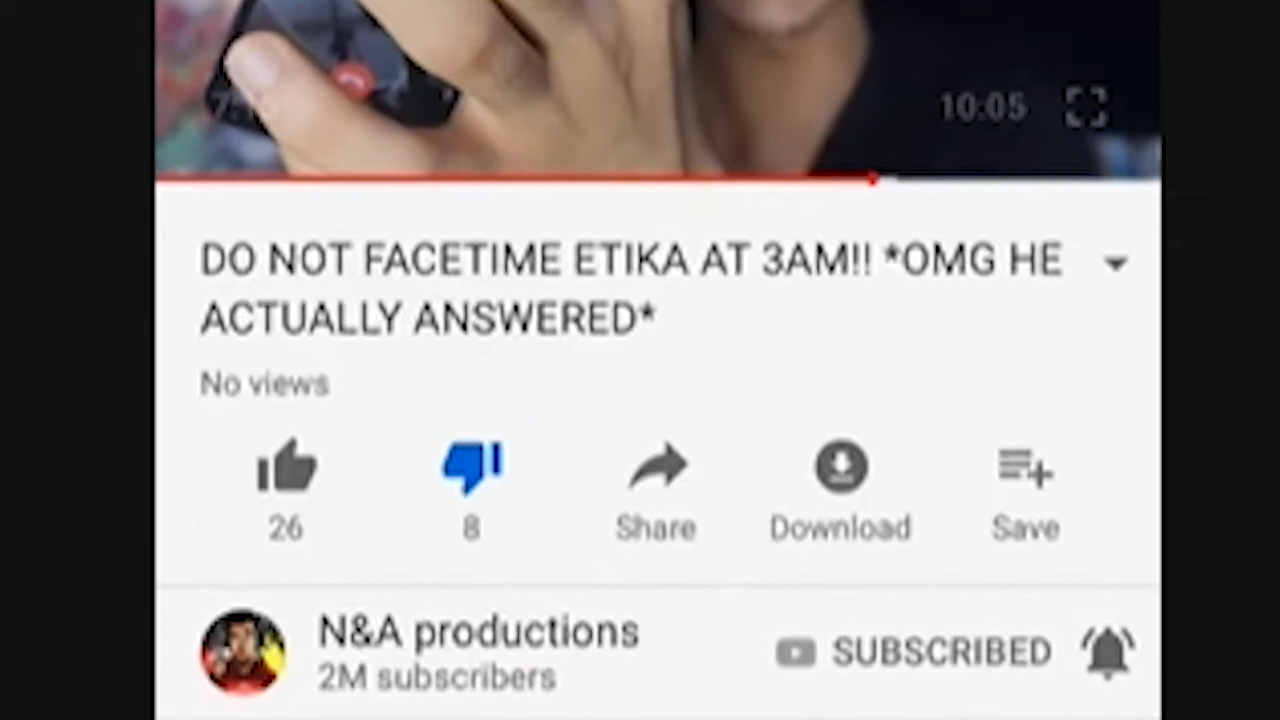 10:05
DO NOT FACETIME ETIKA AT 3AM!! *OMG HE
ACTUALLY ANSWERED*
No views
26
8
Share
Download
Save
N&A productions
2M subscribers
SUBSCRIBED